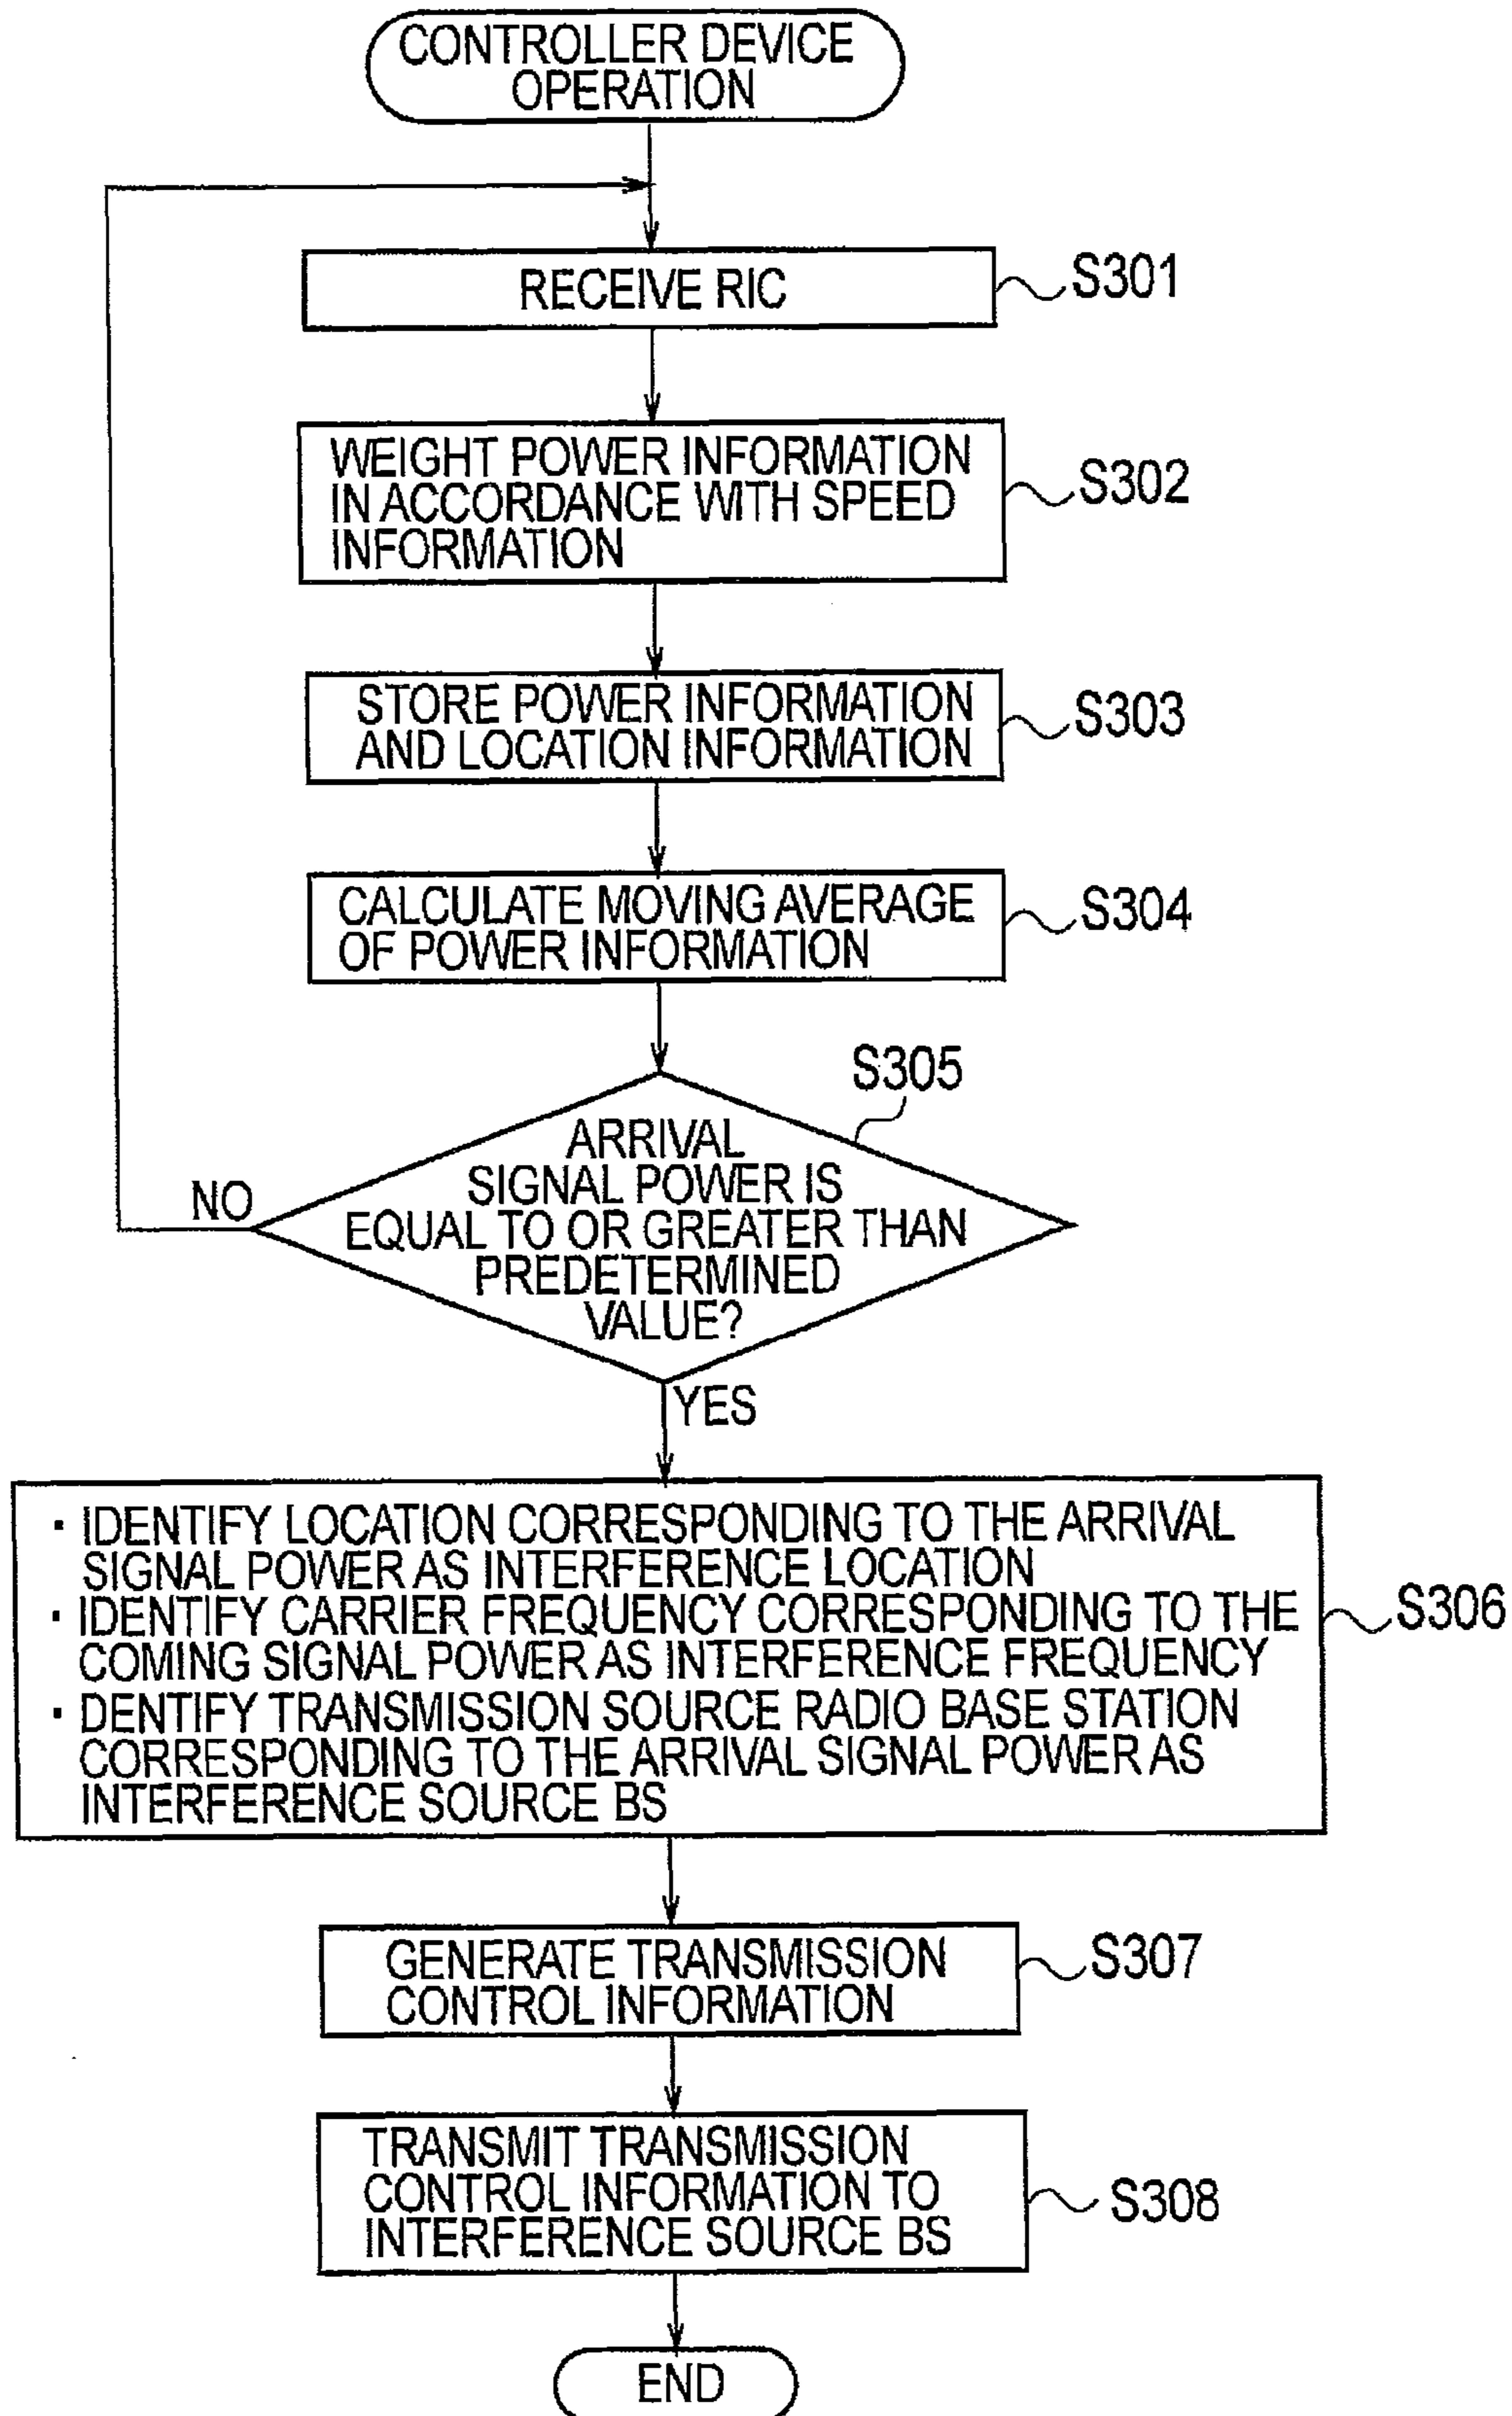 CONTROLLER DEVICE
OPERATION
RECEIVE RIC
S301
WEIGHT POWER INFORMATION
IN ACCORDANCE WITH SPEED
INFORMATION
S302
STORE POWER INFORMATION
AND LOCATION INFORMATION
S303
CALCULATE MOVING AVERAGE
OF POWER INFORMATION
S304
S305
ARRIVAL
SIGNAL POWER IS
EQUAL TO OR GREATER THAN
PREDETERMINED
VALUE?
NO
YES
· IDENTIFY LOCATION CORRESPONDING TO THE ARRIVAL
SIGNAL POWER AS INTERFERENCE LOCATION
· IDENTIFY CARRIER FREQUENCY CORRESPONDING TO THE
COMING SIGNAL POWER AS INTERFERENCE FREQUENCY
· DENTIFY TRANSMISSION SOURCE RADIO BASE STATION
CORRESPONDING TO THE ARRIVAL SIGNAL POWER AS
INTERFERENCE SOURCE BS
S306
GENERATE TRANSMISSION
CONTROL INFORMATION
S307
TRANSMIT TRANSMISSION
CONTROL INFORMATION TO
INTERFERENCE SOURCE BS
S308
END